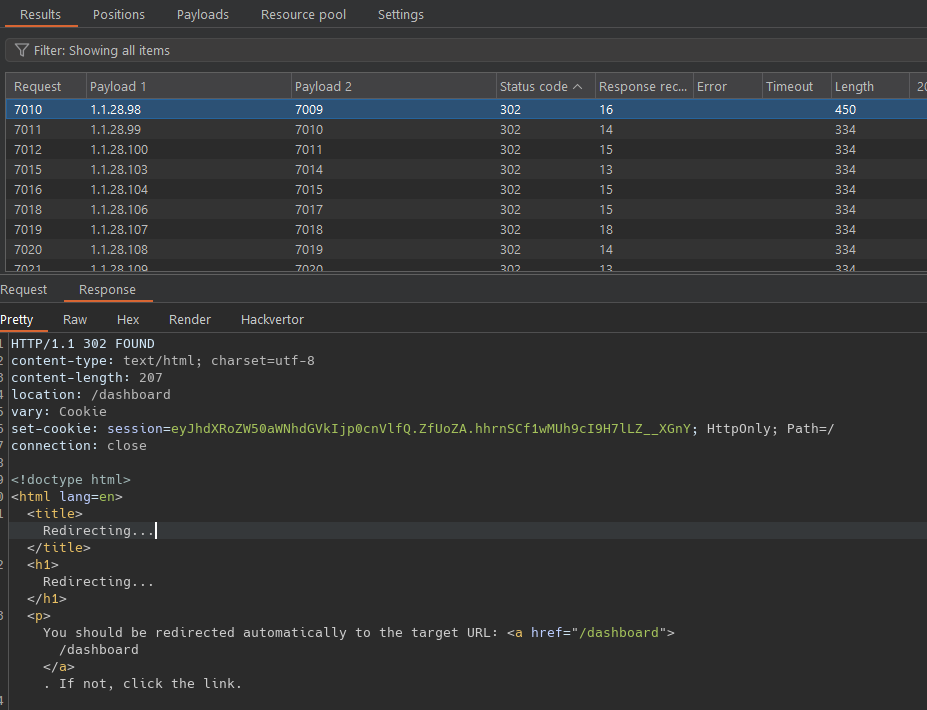 Results Positions Payloads Resource pool Settings
Filter: Showing all items
Request Payload 1 Payload 2 Status code Response rec... Error Timeout Length 20
7010 1.1.28.98 7009 302 16 450
7011 1.1.28.99 7010 302 14 334
7012 1.1.28.100 7011 302 15 334
7015 1.1.28.103 7014 302 13 334
7016 1.1.28.104 7015 302 15 334
7018 1.1.28.106 7017 302 15 334
7019 1.1.28.107 7018 302 18 334
7020 1.1.28.108 7019 302 14 334
7021 1.1.28.109 7020 302 13 334
Request Response
Pretty Raw Hex Render Hackvertor
1 HTTP/1.1 302 FOUND
2 content-type: text/html; charset=utf-8
3 content-length: 207
4 location: /dashboard
5 vary: Cookie
6 set-cookie: session=eyJhdXRoZW50aWNhdGVkIjp0cnVlfQ.ZfUoZA.hhrnSCf1wMUh9cI9H7lLZ__XGnY; HttpOnly; Path=/
7 connection: close
8
9 <!doctype html>
0 <html lang=en>
1 <title>
Redirecting...
</title>
2 <h1>
Redirecting...
</h1>
3 <p>
You should be redirected automatically to the target URL: <a href="/dashboard">
/dashboard
</a>
. If not, click the link.
4